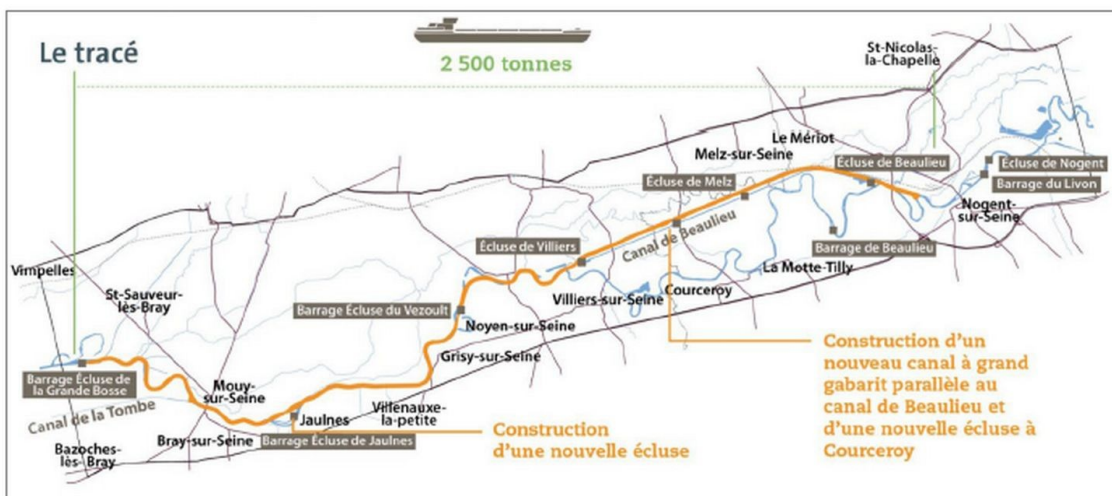 Le tracé
2 500 tonnes
St-Nicolas-
la-Chapelle
Le Mériot
Melz-sur-Seine
Écluse de Beaulieu
Écluse de Nogent
Barrage du Livon
Écluse de Melz
Nogent-
sur-Seine
Canal de Beaulieu
Barrage de Beaulieu
Écluse de Villiers
La Motte-Tilly
Vimpelles
St-Sauveur-
lès-Bray
Villiers-sur-Seine
Courceroy
Barrage Écluse du Vezoult
Noyen-sur-Seine
Grisy-sur-Seine
Barrage Écluse de
la Grande Bosse
Mouy-
sur-Seine
Canal de la Tombe
Jaulnes
Villenauxe-
la-petite
Bray-sur-Seine
Barrage Écluse de Jaulnes
Bazoches-
lès-Bray
Construction
d'une nouvelle écluse
Construction d'un
nouveau canal à grand
gabarit parallèle au
canal de Beaulieu et
d'une nouvelle écluse à
Courceroy